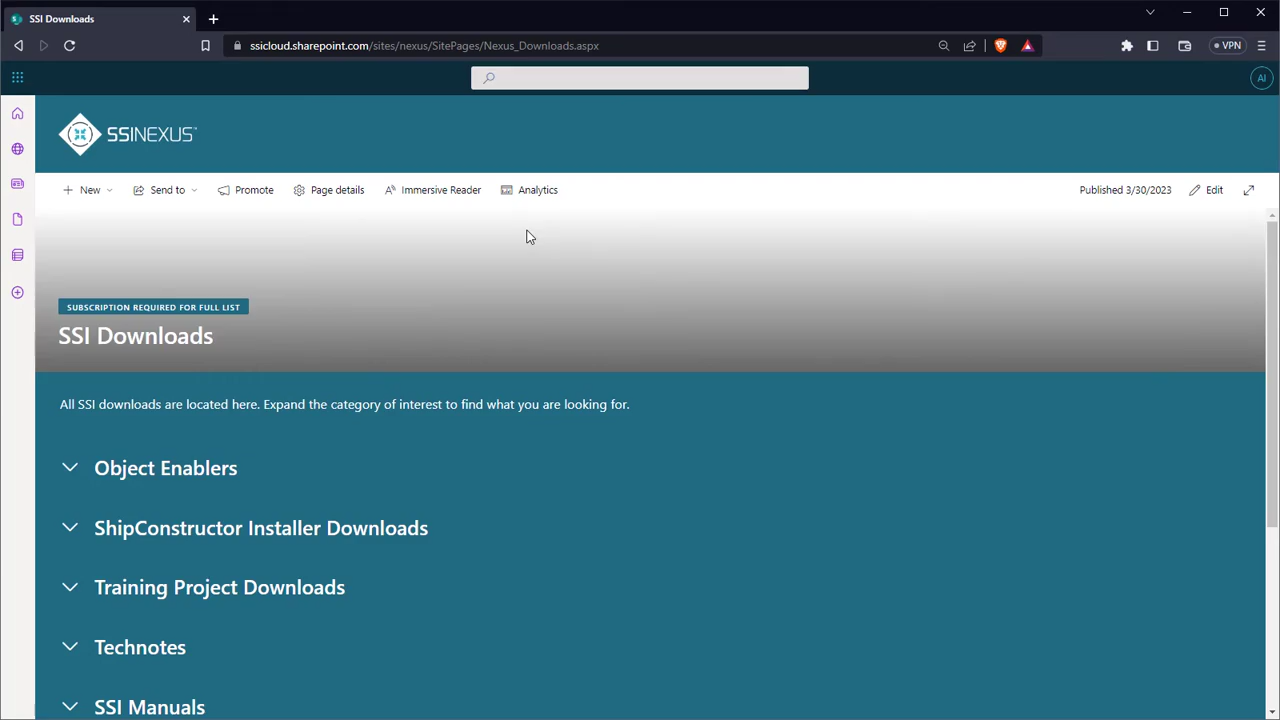 SSI Downloads
ssicloud.sharepoint.com/sites/nexus/SitePages/Nexus_Downloads.aspx
VPN
AI
SSINEXUS™
New
Send to
Promote
Page details
Immersive Reader
Analytics
Published 3/30/2023
Edit
SUBSCRIPTION REQUIRED FOR FULL LIST
SSI Downloads
All SSI downloads are located here. Expand the category of interest to find what you are looking for.
Object Enablers
ShipConstructor Installer Downloads
Training Project Downloads
Technotes
SSI Manuals